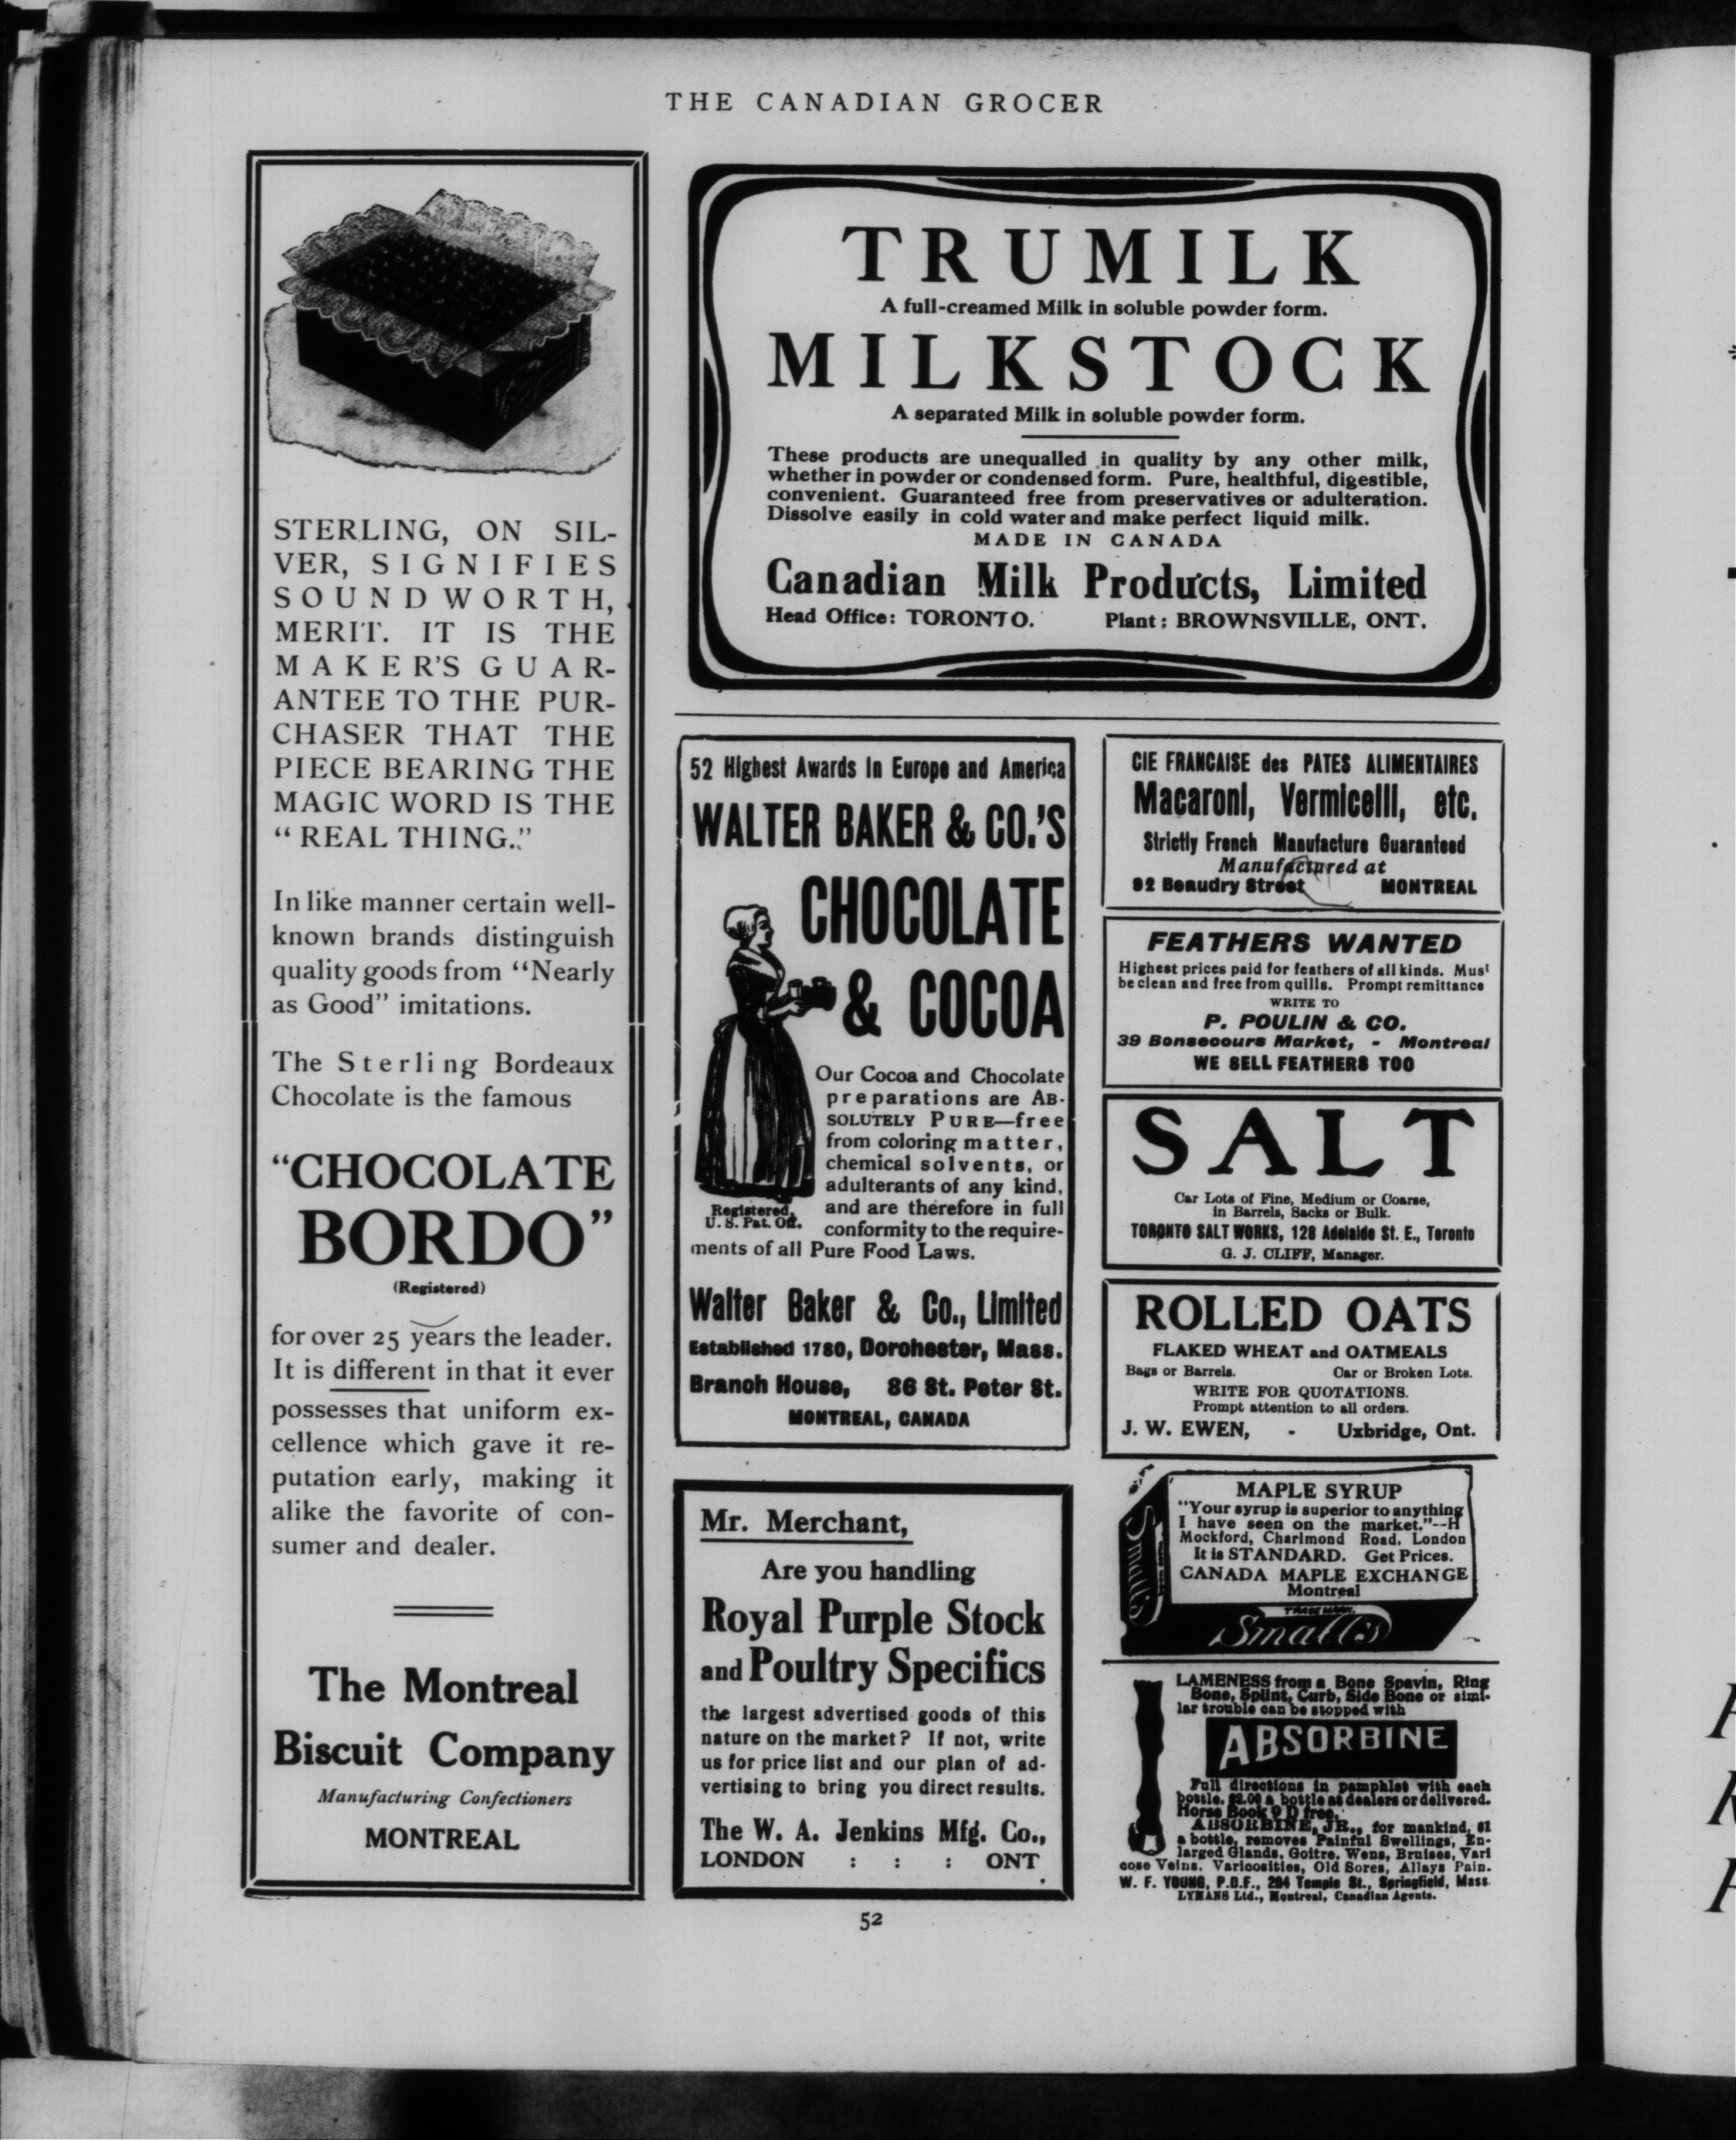 THE CANADIAN GROCER
STERLING, ON SIL-
VER, SIGNIFIES
SOUND WORTH,
MERIT. IT IS THE
MAKER'S GUAR-
ANTEE TO THE PUR-
CHASER THAT THE
PIECE BEARING THE
MAGIC WORD IS THE
“REAL THING.”
In like manner certain well-
known brands distinguish
quality goods from “Nearly
as Good” imitations.
The Sterling Bordeaux
Chocolate is the famous
“CHOCOLATE
BORDO”
(Registered)
for over 25 years the leader.
It is different in that it ever
possesses that uniform ex-
cellence which gave it re-
putation early, making it
alike the favorite of con-
sumer and dealer.
The Montreal
Biscuit Company
Manufacturing Confectioners
MONTREAL
TRUMILK
A full-creamed Milk in soluble powder form.
MILKSTOCK
A separated Milk in soluble powder form.
These products are unequalled in quality by any other milk,
whether in powder or condensed form. Pure, healthful, digestible,
convenient. Guaranteed free from preservatives or adulteration.
Dissolve easily in cold water and make perfect liquid milk.
MADE IN CANADA
Canadian Milk Products, Limited
Head Office: TORONTO. Plant: BROWNSVILLE, ONT.
52 Highest Awards In Europe and America
WALTER BAKER & CO.'S
CHOCOLATE
& COCOA
Our Cocoa and Chocolate
preparations are AB-
SOLUTELY PURE—free
from coloring matter,
chemical solvents, or
adulterants of any kind,
and are therefore in full
conformity to the require-
ments of all Pure Food Laws.
Registered,
U. S. Pat. Off.
Walter Baker & Co., Limited
Established 1780, Dorchester, Mass.
Branch House, 86 St. Peter St.
MONTREAL, CANADA
Mr. Merchant,
Are you handling
Royal Purple Stock
and Poultry Specifics
the largest advertised goods of this
nature on the market? If not, write
us for price list and our plan of ad-
vertising to bring you direct results.
The W. A. Jenkins Mfg. Co.,
LONDON : : : ONT
CIE FRANCAISE des PATES ALIMENTAIRES
Macaroni, Vermicelli, etc.
Strictly French Manufacture Guaranteed
Manufactured at
92 Beaudry Street MONTREAL
FEATHERS WANTED
Highest prices paid for feathers of all kinds. Must
be clean and free from quills. Prompt remittance
WRITE TO
P. POULIN & CO.
39 Bonsecours Market, - Montreal
WE SELL FEATHERS TOO
SALT
Car Lots of Fine, Medium or Coarse,
in Barrels, Sacks or Bulk.
TORONTO SALT WORKS, 128 Adelaide St. E., Toronto
G. J. CLIFF, Manager.
ROLLED OATS
FLAKED WHEAT and OATMEALS
Bags or Barrels. Car or Broken Lots.
WRITE FOR QUOTATIONS.
Prompt attention to all orders.
J. W. EWEN, - Uxbridge, Ont.
MAPLE SYRUP
"Your syrup is superior to anything
I have seen on the market."--H
Mockford, Charlmond Road, London
It is STANDARD. Get Prices.
CANADA MAPLE EXCHANGE
Montreal
Small's
TRADE MARK.
Small's
LAMENESS from a Bone Spavin, Ring
Bone, Splint, Curb, Side Bone or simi-
lar trouble can be stopped with
ABSORBINE
Full directions in pamphlet with each
bottle. $2.00 a bottle at dealers or delivered.
Horse Book 9 D free.
ABSORBINE, JR., for mankind, $1
a bottle, removes Painful Swellings, En-
larged Glands, Goitre, Wens, Bruises, Vari
cose Veins, Varicosities, Old Sores, Allays Pain.
W. F. YOUNG, P.D.F., 204 Temple St., Springfield, Mass
LYMANS Ltd., Montreal, Canadian Agents.
52